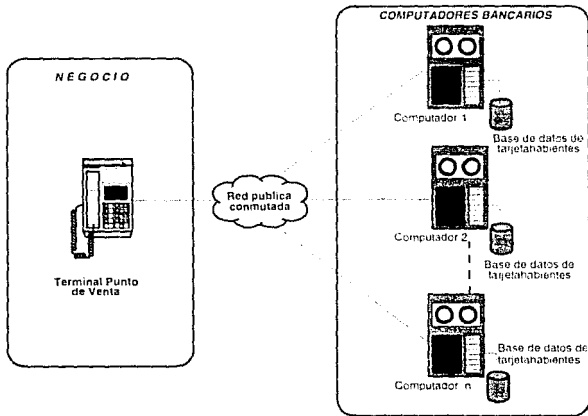 NEGOCIO
Terminal Punto
de Venta
Red publica
conmutada
COMPUTADORES BANCARIOS
Computador 1
Base de datos de
tarjetahabientes
Computador 2
Base de datos de
tarjetahabientes
Computador n
Base de datos de
tarjetahabientes